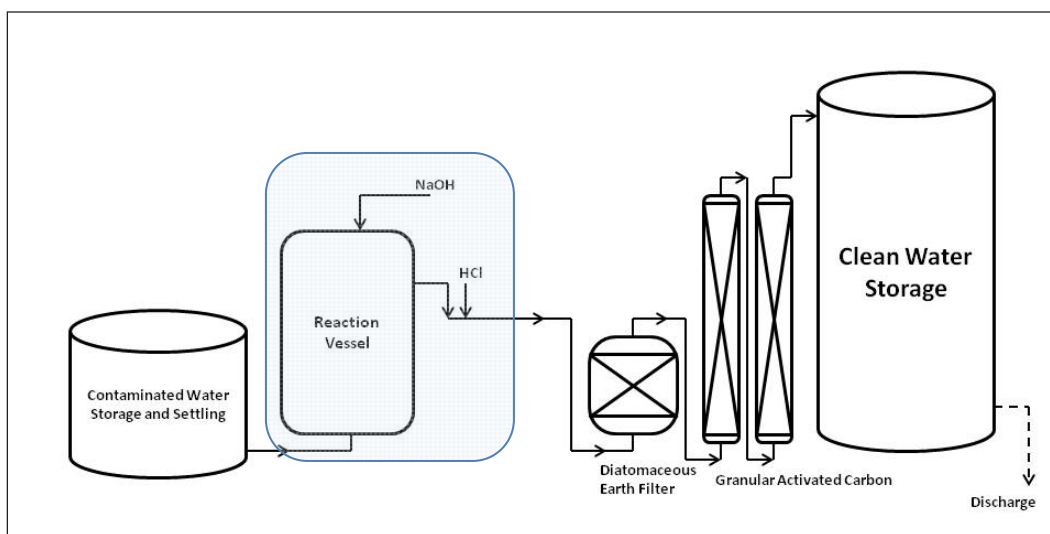 NaOH
HCl
Reaction
Vessel
Contaminated Water
Storage and Settling
Diatomaceous
Earth Filter
Granular Activated Carbon
Clean Water
Storage
Discharge